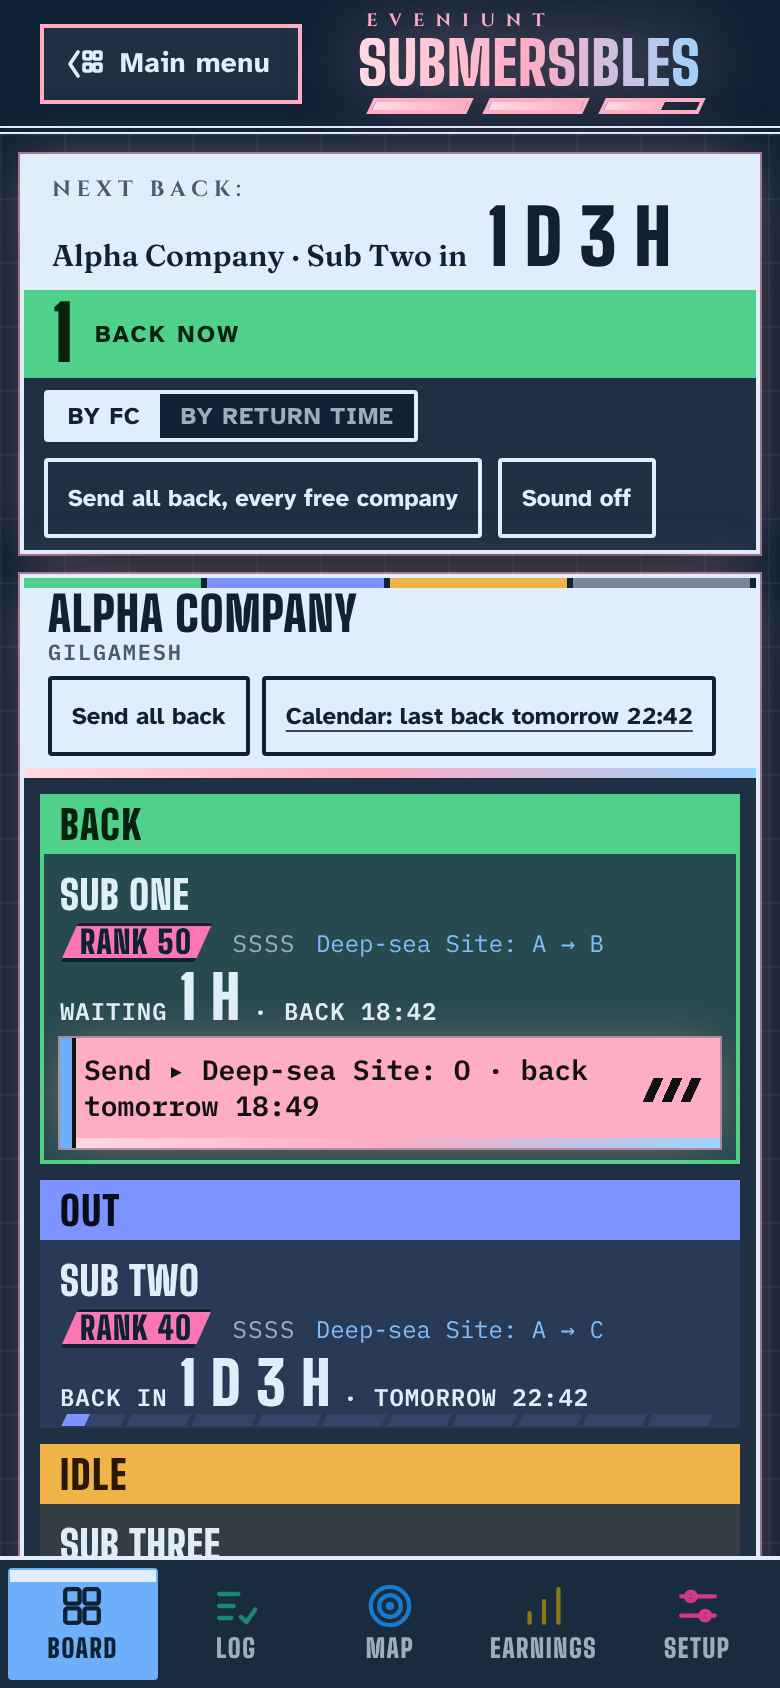 Main menu
EVENIUNT
SUBMERSIBLES
NEXT BACK:
Alpha Company · Sub Two in 1D3H
1 BACK NOW
BY FC BY RETURN TIME
Send all back, every free company Sound off
ALPHA COMPANY
GILGAMESH
Send all back Calendar: last back tomorrow 22:42
BACK
SUB ONE
RANK 50 SSSS Deep-sea Site: A → B
WAITING 1H · BACK 18:42
Send ▸ Deep-sea Site: O · back
tomorrow 18:49
OUT
SUB TWO
RANK 40 SSSS Deep-sea Site: A → C
BACK IN 1D3H · TOMORROW 22:42
IDLE
SUB THREE
BOARD LOG MAP EARNINGS SETUP